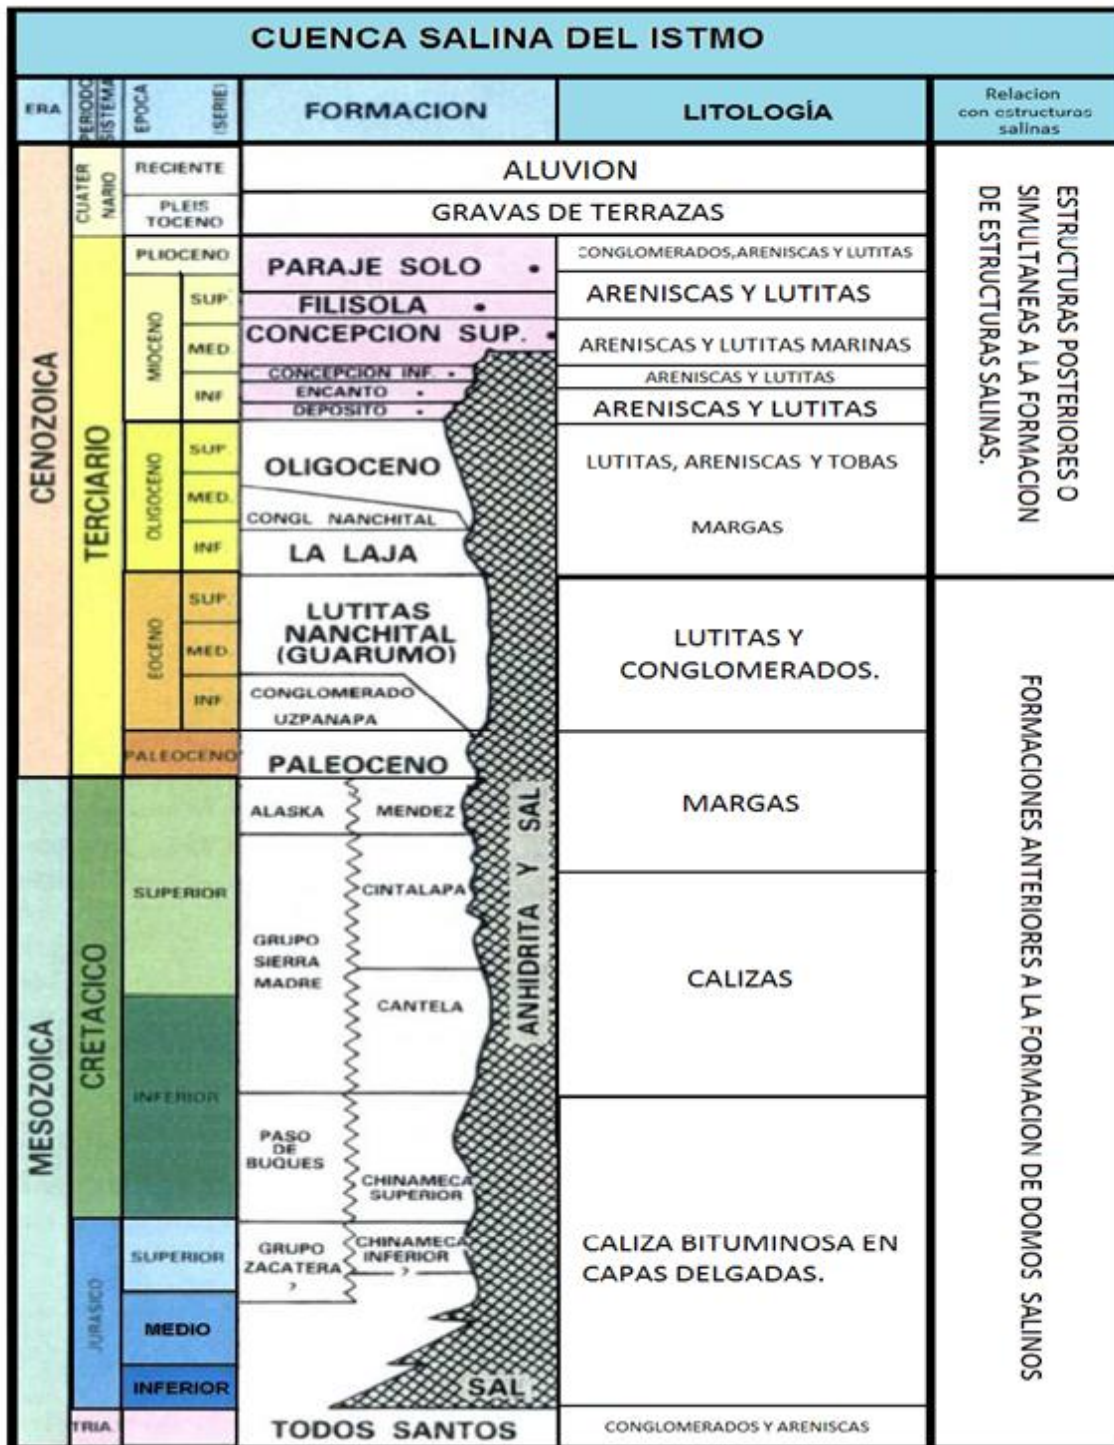 CUENCA SALINA DEL ISTMO
ERA
PERIODO
SISTEMA
EPOCA
(SERIE)
FORMACION
LITOLOGÍA
Relacion
con estructuras
salinas
CENOZOICA
MESOZOICA
CUATER
NARIO
TERCIARIO
CRETACICO
JURASICO
TRIA.
RECIENTE
PLEIS
TOCENO
PLIOCENO
MIOCENO
SUP.
MED.
INF
OLIGOCENO
SUP.
MED.
INF.
EOCENO
SUP.
MED.
INF
PALEOCENO
SUPERIOR
INFERIOR
SUPERIOR
MEDIO
INFERIOR
ALUVION
GRAVAS DE TERRAZAS
PARAJE SOLO •
FILISOLA •
CONCEPCION SUP. •
CONCEPCION INF. •
ENCANTO •
DEPOSITO •
OLIGOCENO
CONGL NANCHITAL
LA LAJA
LUTITAS
NANCHITAL
(GUARUMO)
CONGLOMERADO
UZPANAPA
PALEOCENO
ALASKA
MENDEZ
CINTALAPA
GRUPO
SIERRA
MADRE
CANTELA
PASO
DE
BUQUES
CHINAMECA
SUPERIOR
GRUPO
ZACATERA
?
CHINAMECA
INFERIOR
?
ANHIDRITA Y SAL
SAL
TODOS SANTOS
CONGLOMERADOS,ARENISCAS Y LUTITAS
ARENISCAS Y LUTITAS
ARENISCAS Y LUTITAS MARINAS
ARENISCAS Y LUTITAS
ARENISCAS Y LUTITAS
LUTITAS, ARENISCAS Y TOBAS
MARGAS
LUTITAS Y
CONGLOMERADOS.
MARGAS
CALIZAS
CALIZA BITUMINOSA EN
CAPAS DELGADAS.
CONGLOMERADOS Y ARENISCAS
ESTRUCTURAS POSTERIORES O
SIMULTANEAS A LA FORMACION
DE ESTRUCTURAS SALINAS.
FORMACIONES ANTERIORES A LA FORMACION DE DOMOS SALINOS